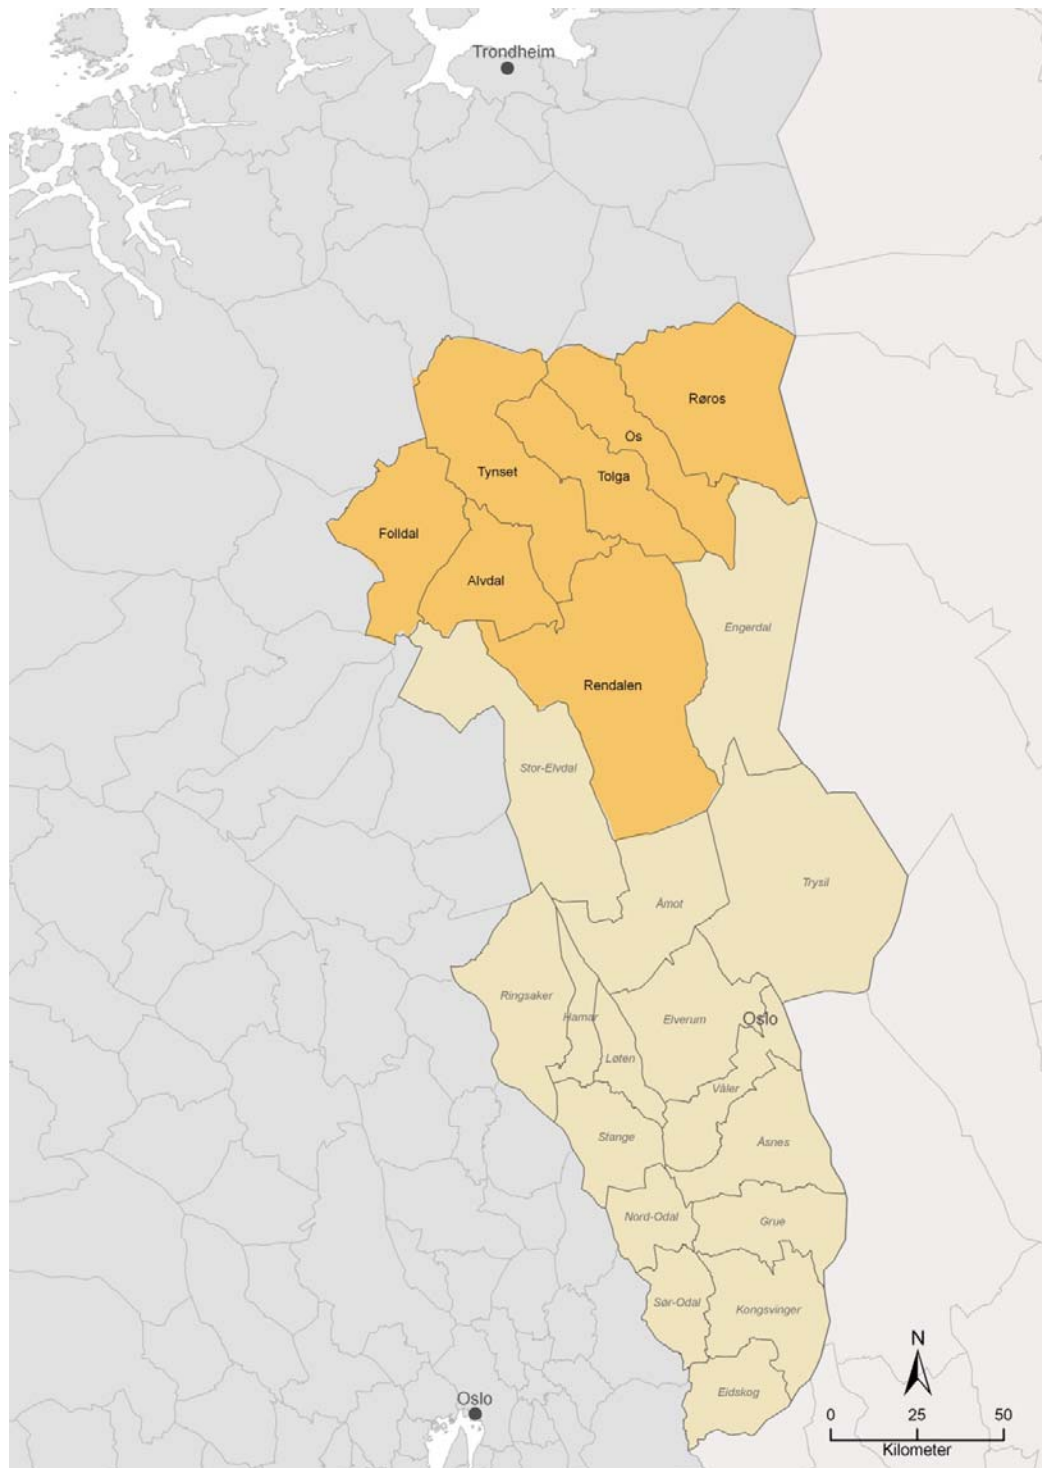 Trondheim
Røros
Os
Tynset
Tolga
Folldal
Alvdal
Engerdal
Rendalen
Stor-Elvdal
Trysil
Åmot
Ringsaker
Hamar
Elverum
Oslo
Løten
Våler
Stange
Åsnes
Nord-Odal
Grue
Sør-Odal
Kongsvinger
N
Eidskog
Oslo
0 25 50
Kilometer